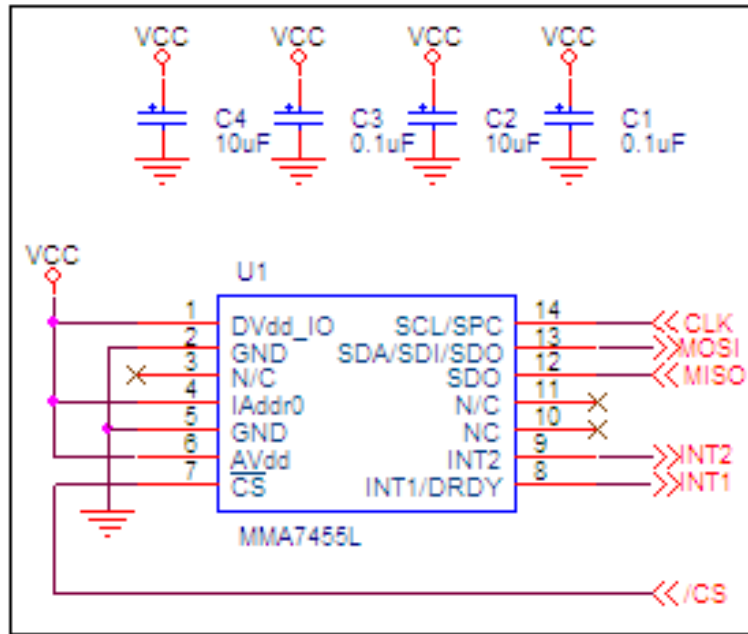 VCC VCC VCC VCC
C4 C3 C2 C1
10uF 0.1uF 10uF 0.1uF
VCC
U1
1 DVdd_IO SCL/SPC 14 CLK
2 GND SDA/SDI/SDO 13 MOSI
3 N/C SDO 12 MISO
4 IAddr0 N/C 11
5 GND NC 10
6 AVdd INT2 9 INT2
7 CS INT1/DRDY 8 INT1
MMA7455L
/CS